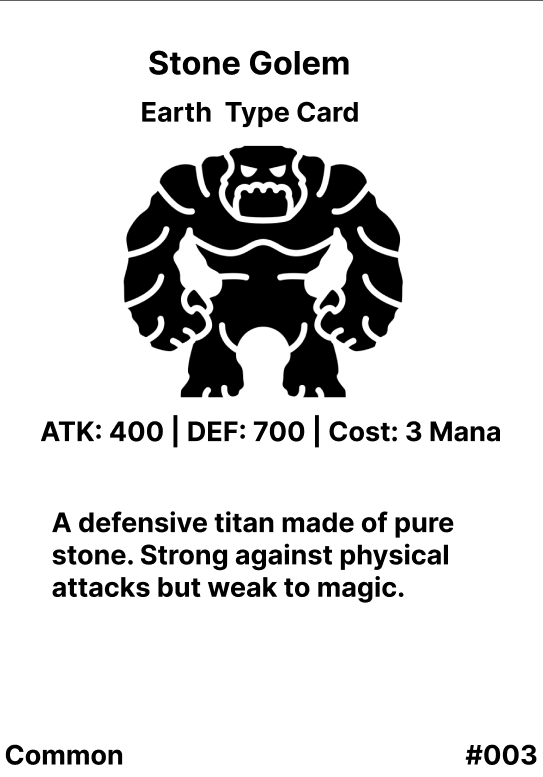 Stone Golem
Earth  Type Card
ATK: 400 | DEF: 700 | Cost: 3 Mana
A defensive titan made of pure
stone. Strong against physical
attacks but weak to magic.
Common
#003